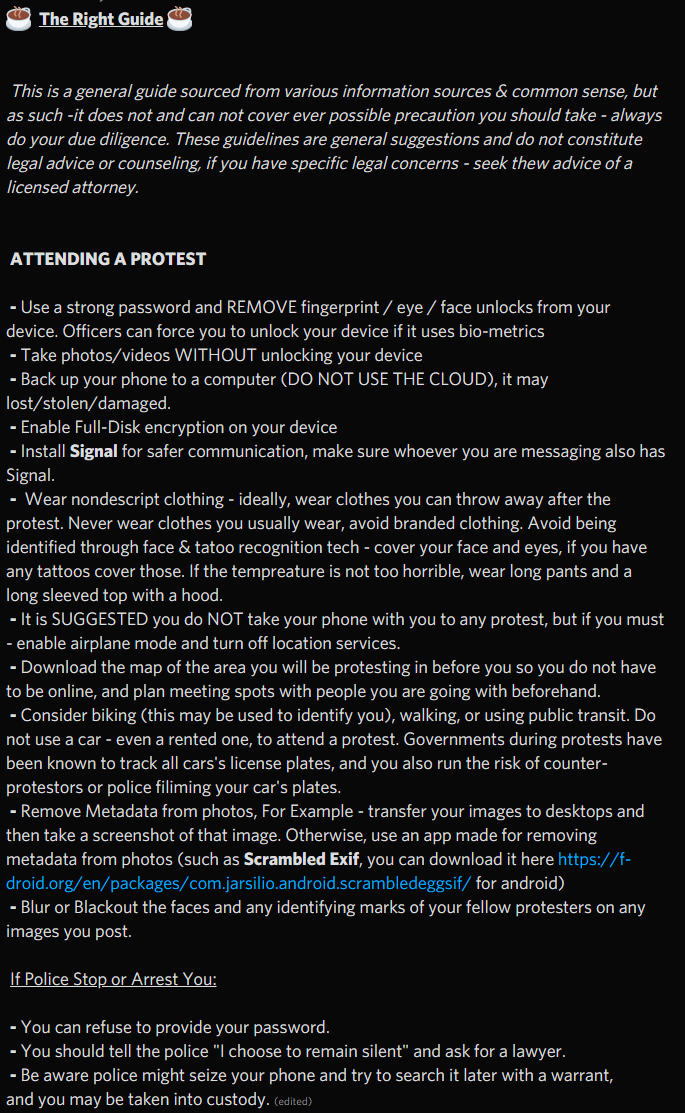 ☕ The Right Guide ☕
This is a general guide sourced from various information sources & common sense, but
as such -it does not and can not cover ever possible precaution you should take - always
do your due diligence. These guidelines are general suggestions and do not constitute
legal advice or counseling, if you have specific legal concerns - seek thew advice of a
licensed attorney.
ATTENDING A PROTEST
- Use a strong password and REMOVE fingerprint / eye / face unlocks from your
device. Officers can force you to unlock your device if it uses bio-metrics
- Take photos/videos WITHOUT unlocking your device
- Back up your phone to a computer (DO NOT USE THE CLOUD), it may
lost/stolen/damaged.
- Enable Full-Disk encryption on your device
- Install Signal for safer communication, make sure whoever you are messaging also has
Signal.
- Wear nondescript clothing - ideally, wear clothes you can throw away after the
protest. Never wear clothes you usually wear, avoid branded clothing. Avoid being
identified through face & tatoo recognition tech - cover your face and eyes, if you have
any tattoos cover those. If the tempreature is not too horrible, wear long pants and a
long sleeved top with a hood.
- It is SUGGESTED you do NOT take your phone with you to any protest, but if you must
- enable airplane mode and turn off location services.
- Download the map of the area you will be protesting in before you so you do not have
to be online, and plan meeting spots with people you are going with beforehand.
- Consider biking (this may be used to identify you), walking, or using public transit. Do
not use a car - even a rented one, to attend a protest. Governments during protests have
been known to track all cars's license plates, and you also run the risk of counter-
protestors or police filiming your car's plates.
- Remove Metadata from photos, For Example - transfer your images to desktops and
then take a screenshot of that image. Otherwise, use an app made for removing
metadata from photos (such as Scrambled Exif, you can download it here https://f-
droid.org/en/packages/com.jarsilio.android.scrambledeggsif/ for android)
- Blur or Blackout the faces and any identifying marks of your fellow protesters on any
images you post.
If Police Stop or Arrest You:
- You can refuse to provide your password.
- You should tell the police "I choose to remain silent" and ask for a lawyer.
- Be aware police might seize your phone and try to search it later with a warrant,
and you may be taken into custody. (edited)